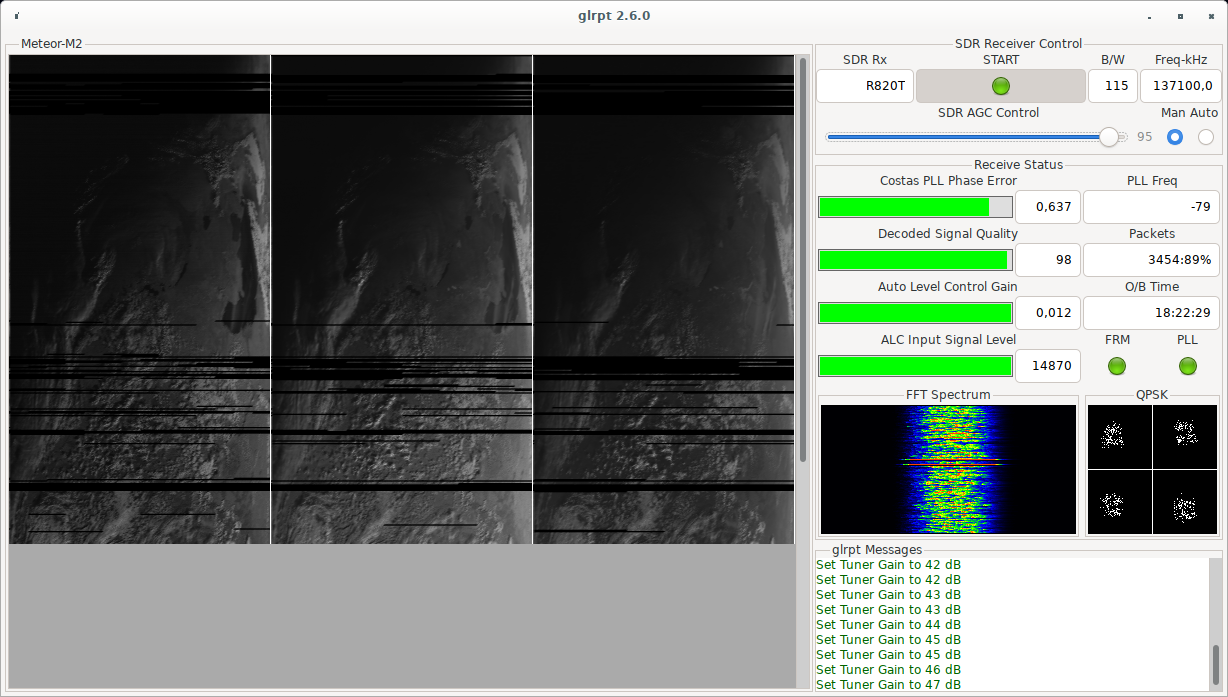 glrpt 2.6.0
Meteor-M2
SDR Receiver Control
SDR Rx START B/W Freq-kHz
R820T 115 137100,0
SDR AGC Control Man Auto
95
Receive Status
Costas PLL Phase Error PLL Freq
0,637 -79
Decoded Signal Quality Packets
98 3454:89%
Auto Level Control Gain O/B Time
0,012 18:22:29
ALC Input Signal Level FRM PLL
14870
FFT Spectrum QPSK
glrpt Messages
Set Tuner Gain to 42 dB
Set Tuner Gain to 42 dB
Set Tuner Gain to 43 dB
Set Tuner Gain to 43 dB
Set Tuner Gain to 44 dB
Set Tuner Gain to 45 dB
Set Tuner Gain to 45 dB
Set Tuner Gain to 46 dB
Set Tuner Gain to 47 dB